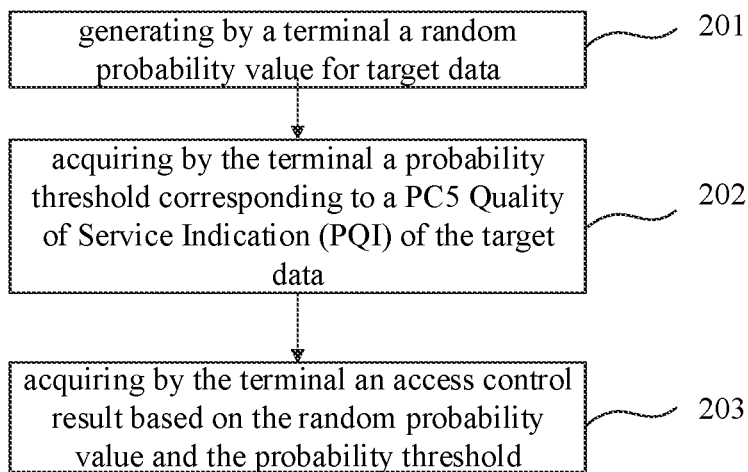 generating by a terminal a random
probability value for target data
201
acquiring by the terminal a probability
threshold corresponding to a PC5 Quality
of Service Indication (PQI) of the target
data
202
acquiring by the terminal an access control
result based on the random probability
value and the probability threshold
203